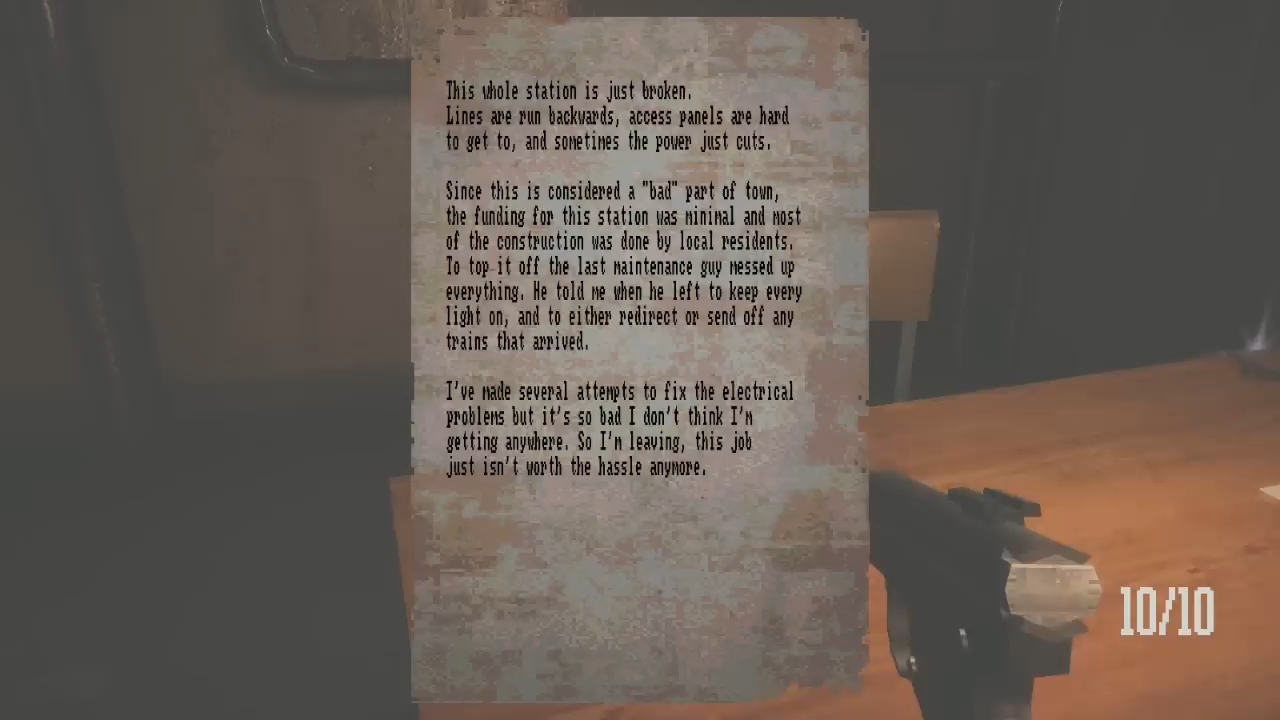 This whole station is just broken.
Lines are run backwards, access panels are hard
to get to, and sometimes the power just cuts.
Since this is considered a "bad" part of town,
the funding for this station was minimal and most
of the construction was done by local residents.
To top it off the last maintenance guy messed up
everything. He told me when he left to keep every
light on, and to either redirect or send off any
trains that arrived.
I've made several attempts to fix the electrical
problems but it's so bad I don't think I'm
getting anywhere. So I'm leaving, this job
just isn't worth the hassle anymore.
10/10